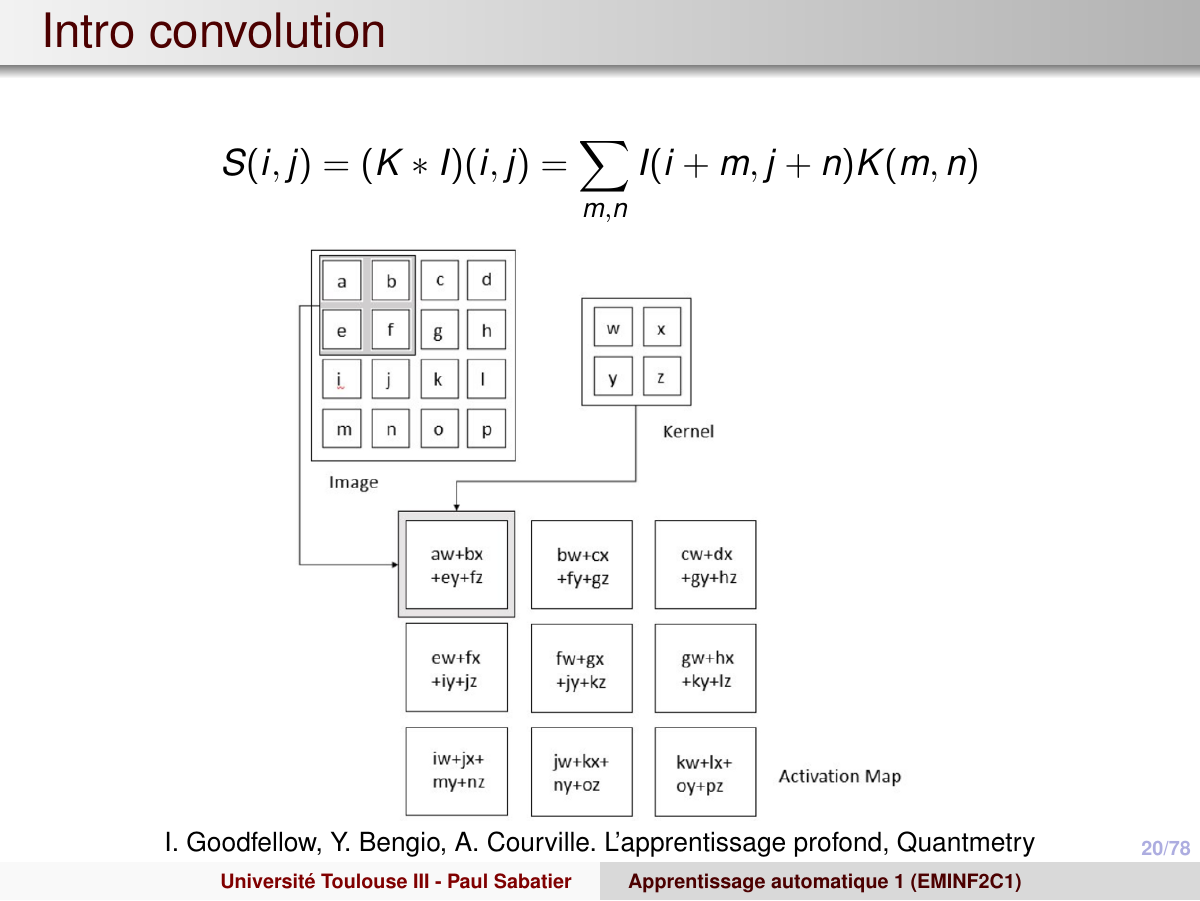 Intro convolution
S(i, j) = (K ∗ I)(i, j) = ∑ I(i + m, j + n)K(m, n)
m,n
a b c d
e f g h
i j k l
m n o p
Image
w x
y z
Kernel
aw+bx
+ey+fz
bw+cx
+fy+gz
cw+dx
+gy+hz
ew+fx
+iy+jz
fw+gx
+jy+kz
gw+hx
+ky+lz
iw+jx+
my+nz
jw+kx+
ny+oz
kw+lx+
oy+pz
Activation Map
I. Goodfellow, Y. Bengio, A. Courville. L'apprentissage profond, Quantmetry
20/78
Université Toulouse III - Paul Sabatier
Apprentissage automatique 1 (EMINF2C1)